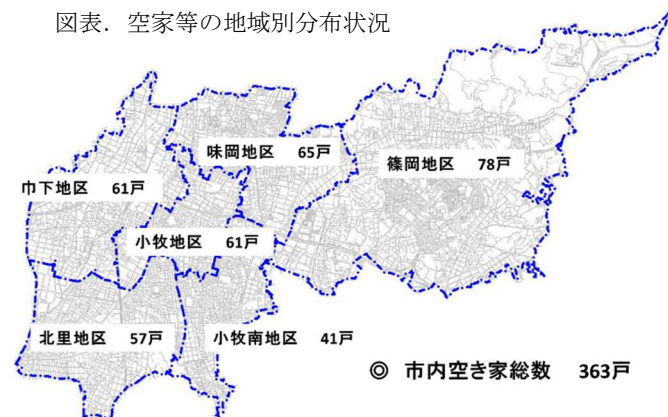 図表．空家等の地域別分布状況
味岡地区 65戸
篠岡地区 78戸
巾下地区 61戸
小牧地区 61戸
北里地区 57戸
小牧南地区 41戸
◎ 市内空き家総数 363戸